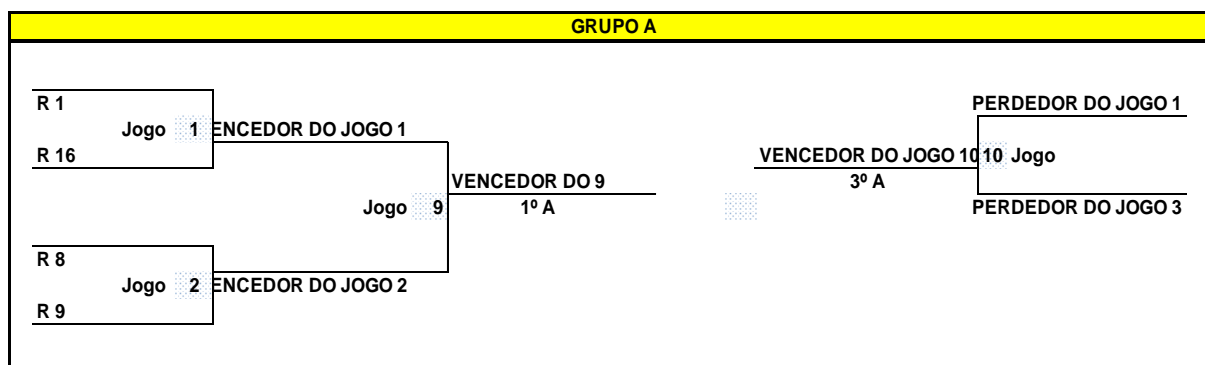 GRUPO A
R 1
PERDEDOR DO JOGO 1
Jogo 1 ENCEDOR DO JOGO 1
R 16
VENCEDOR DO JOGO 10 10 Jogo
VENCEDOR DO 9
3º A
Jogo 9 1º A
PERDEDOR DO JOGO 3
R 8
Jogo 2 ENCEDOR DO JOGO 2
R 9